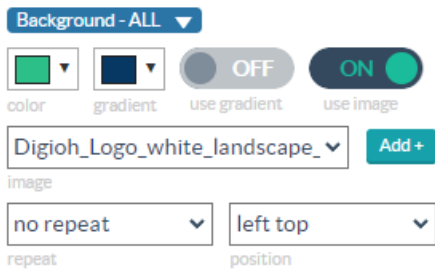 Background - ALL
OFF
ON
color
gradient
use gradient
use image
Digioh_Logo_white_landscape_
Add +
image
no repeat
left top
repeat
position